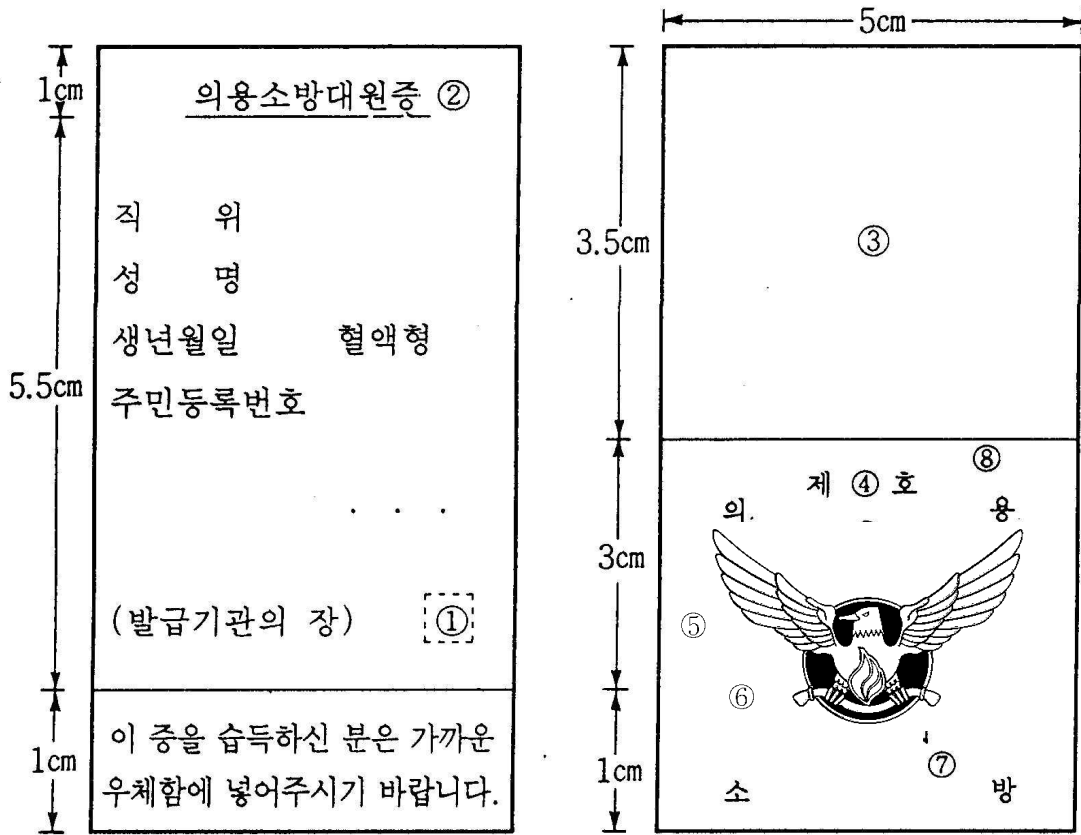 1cm
의용소방대원증 ②
직 위
성 명
생년월일 혈액형
주민등록번호
5.5cm
. . .
(발급기관의 장) ①
이 증을 습득하신 분은 가까운
우체함에 넣어주시기 바랍니다.
1cm
5cm
3.5cm
③
⑧
제 ④ 호
의 용
3cm
⑤
⑥
⑦
1cm
소 방